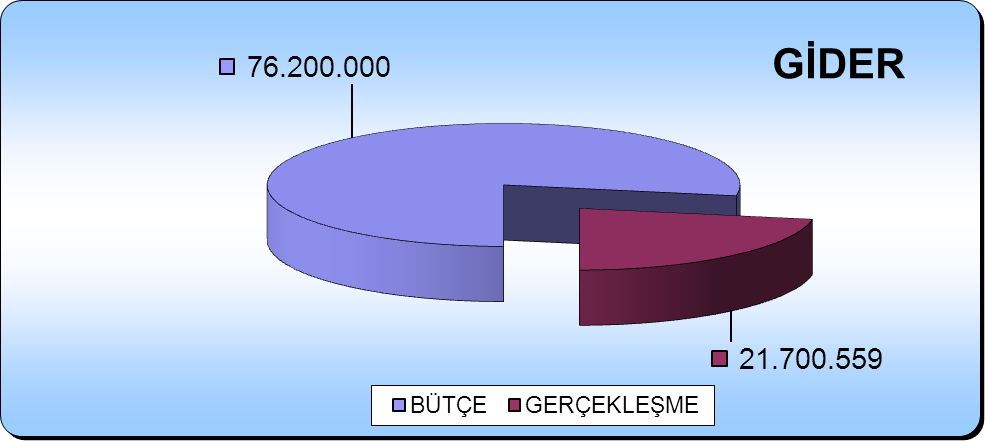 GİDER
76.200.000
21.700.559
BÜTÇE
GERÇEKLEŞME